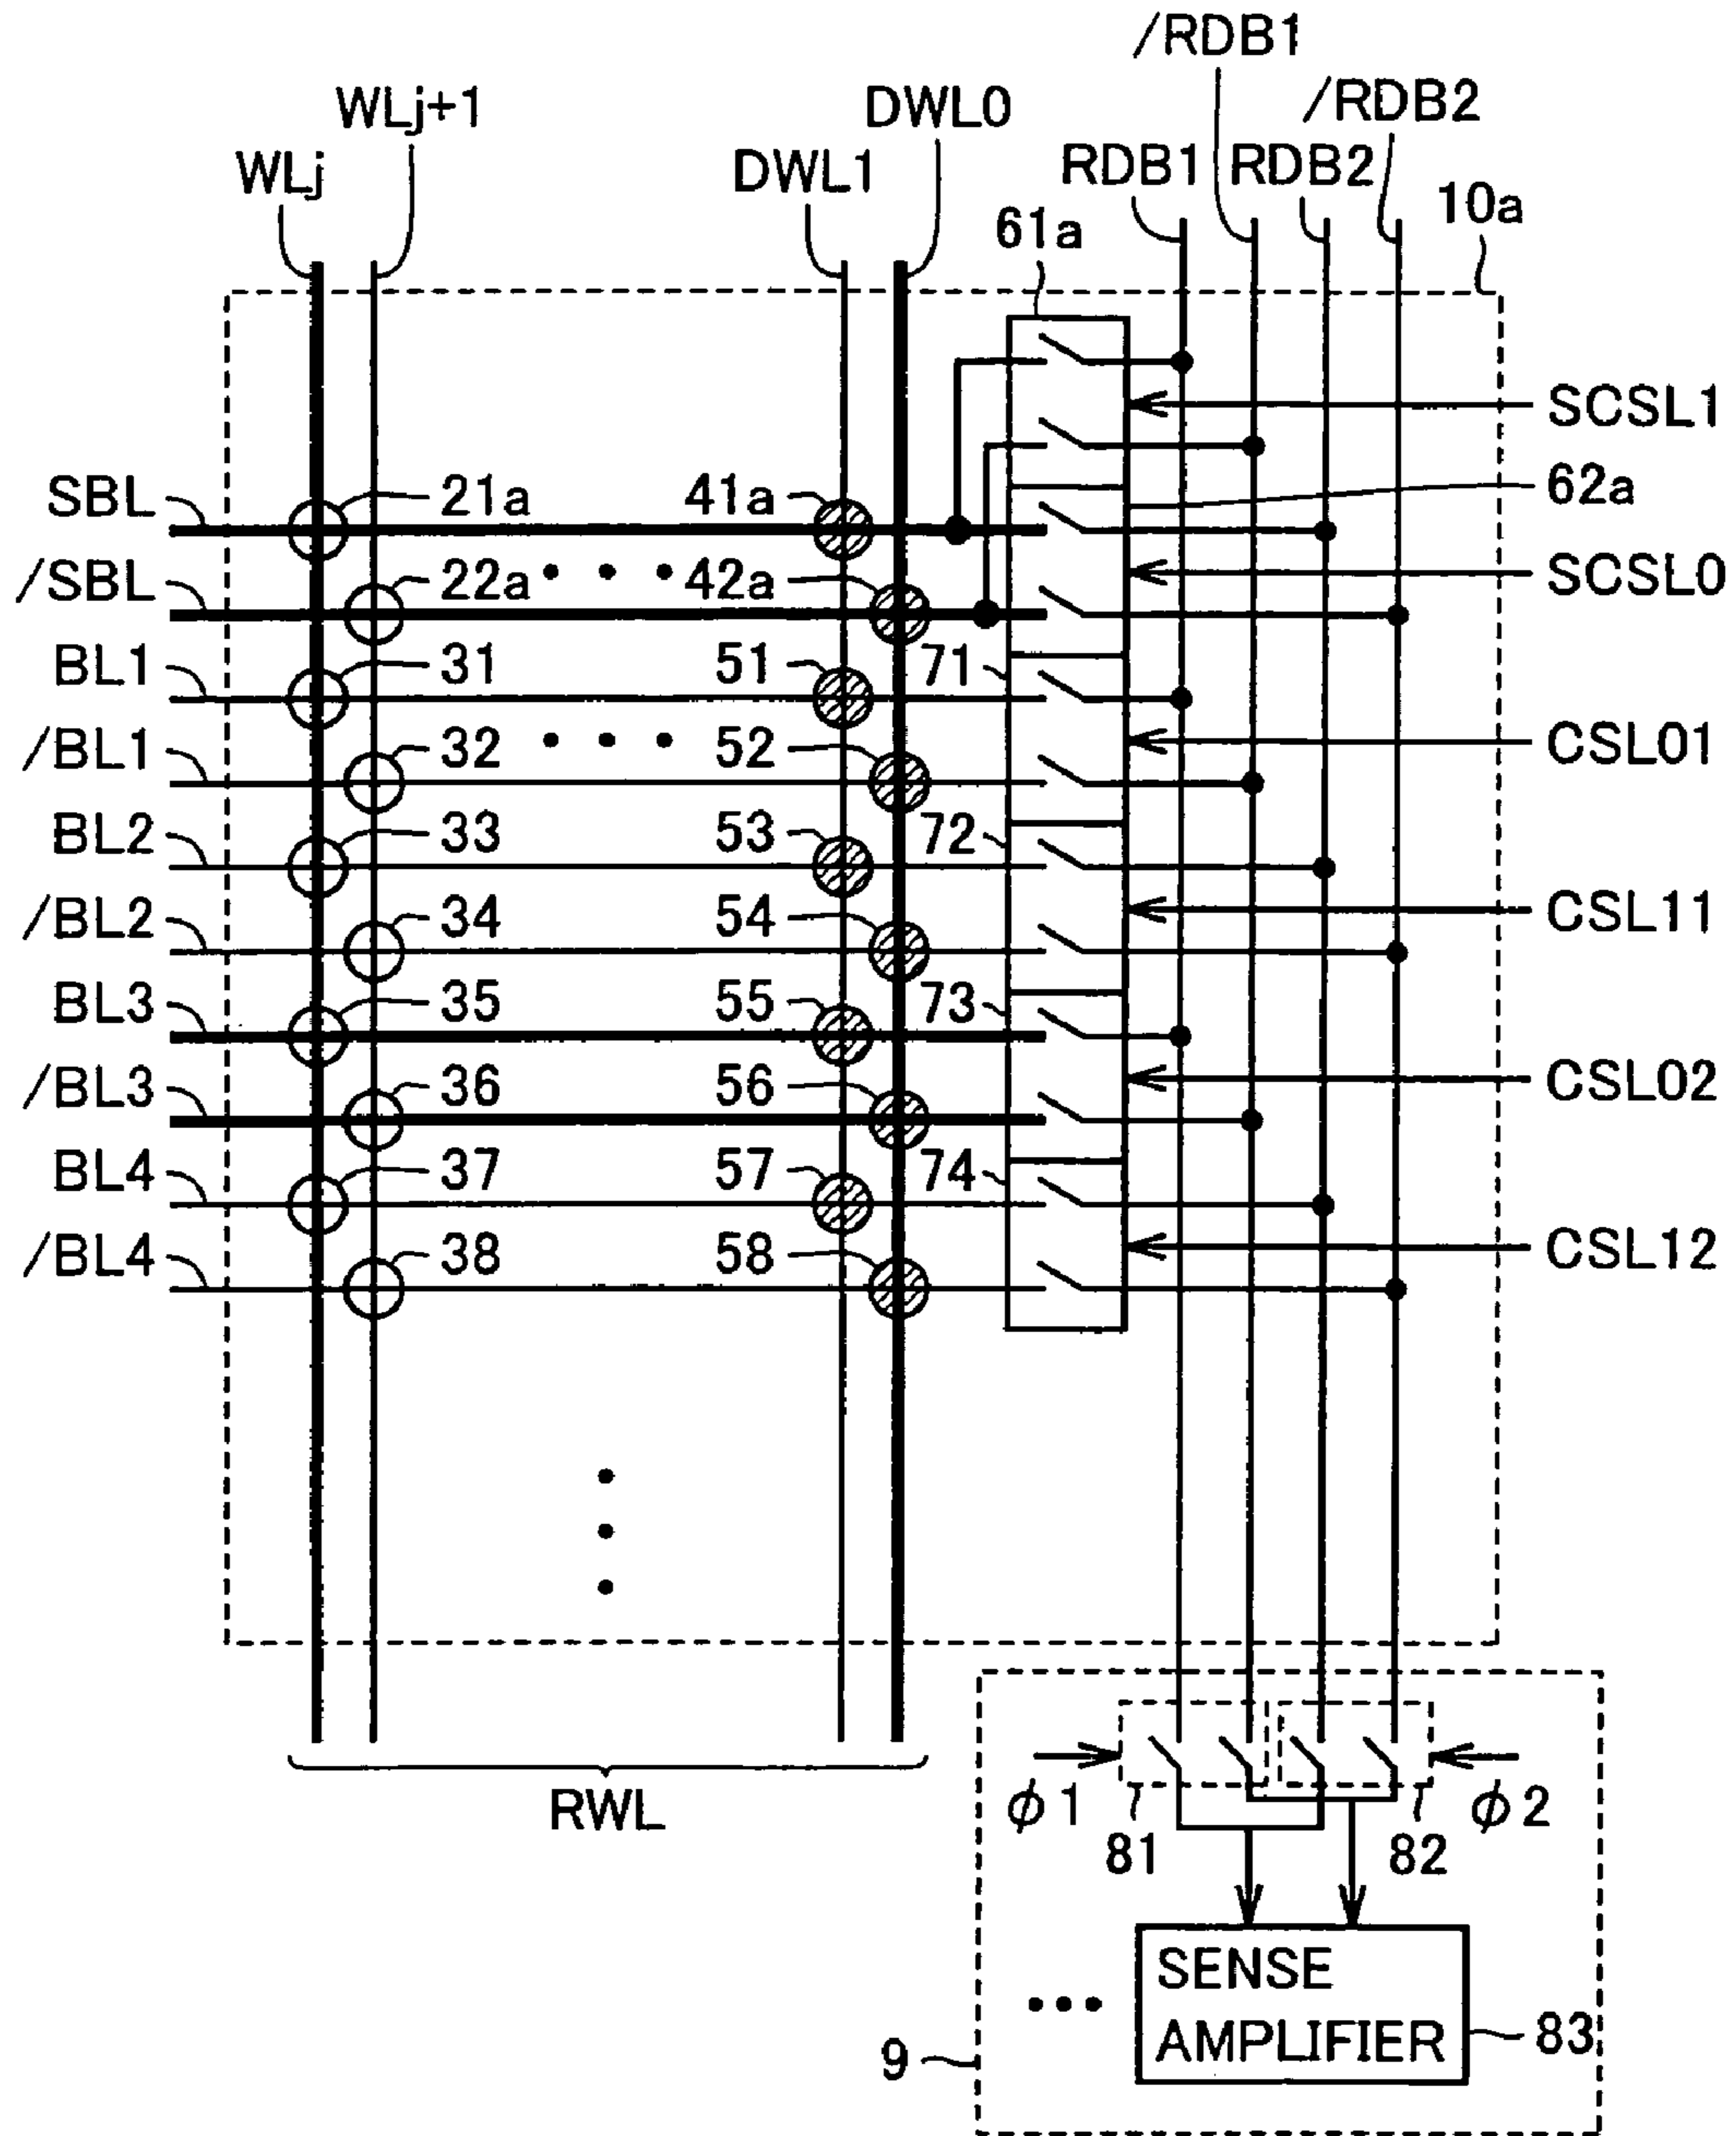 /RDB1
WLj+1
DWL0
/RDB2
WLj
DWL1
RDB1
RDB2
10a
61a
SCSL1
SBL
21a
41a
62a
/SBL
22a
42a
SCSL0
BL1
31
51
71
/BL1
32
52
CSL01
BL2
33
53
72
/BL2
34
54
CSL11
BL3
35
55
73
/BL3
36
56
CSL02
BL4
37
57
74
/BL4
38
58
CSL12
RWL
ϕ1
81
82
ϕ2
SENSE
AMPLIFIER
83
9